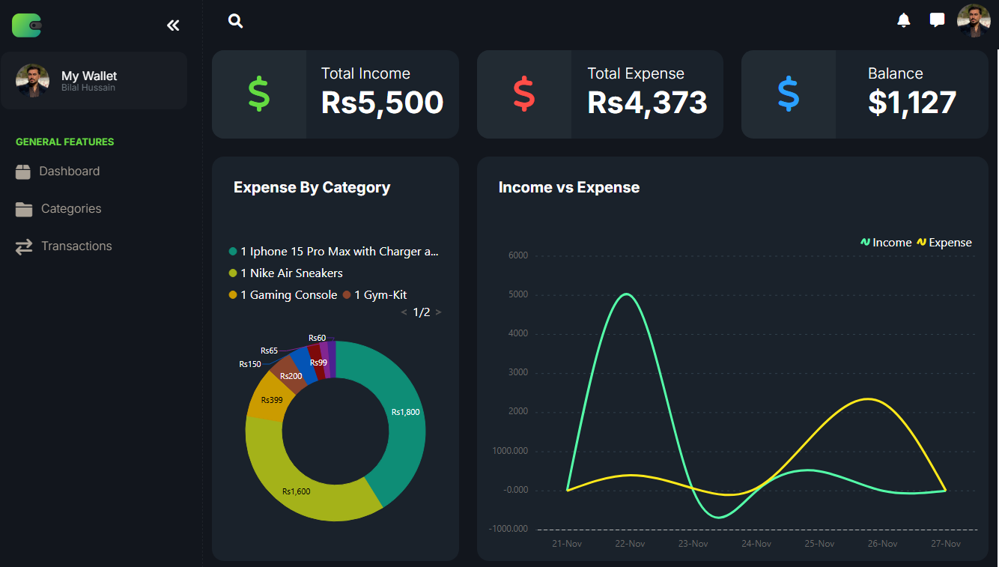 My Wallet
Bilal Hussain
GENERAL FEATURES
Dashboard
Categories
Transactions
Total Income
Rs5,500
Total Expense
Rs4,373
Balance
$1,127
Expense By Category
1 Iphone 15 Pro Max with Charger a...
1 Nike Air Sneakers
1 Gaming Console 1 Gym-Kit
< 1/2 >
Rs60
Rs65
Rs150
Rs99
Rs200
Rs399
Rs1,800
Rs1,600
Income vs Expense
Income Expense
6000
5000
4000
3000
2000
1000.000
-0.000
-1000.000
21-Nov 22-Nov 23-Nov 24-Nov 25-Nov 26-Nov 27-Nov